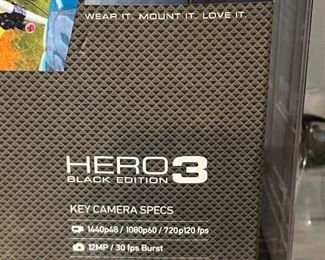 WEAR IT. MOUNT IT. LOVE IT.
HERO3
BLACK EDITION
KEY CAMERA SPECS
1440p48 / 1080p60 / 720p120 fps
12MP / 30 fps Burst